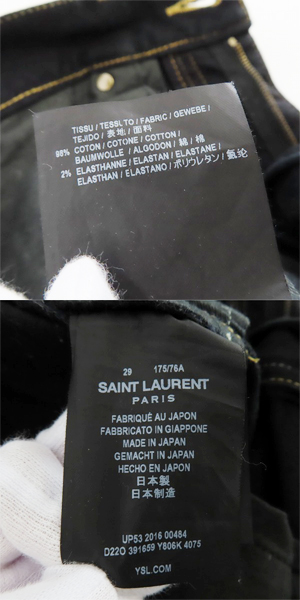 TISSU / TESSUTO / FABRIC / GEWEBE /
TEJIDO / 表地 / 面料
98% COTON / COTONE / COTTON /
BAUMWOLLE / ALGODON / 綿 / 棉
2% ELASTHANNE / ELASTAN / ELASTANE /
ELASTHAN / ELASTANO / ポリウレタン / 氨纶
29 175/76A
SAINT LAURENT
PARIS
FABRIQUÉ AU JAPON
FABBRICATO IN GIAPPONE
MADE IN JAPAN
GEMACHT IN JAPAN
HECHO EN JAPON
日本製
日本制造
UP53 2016 00484
D22O 391659 Y806K 4075
YSL.COM